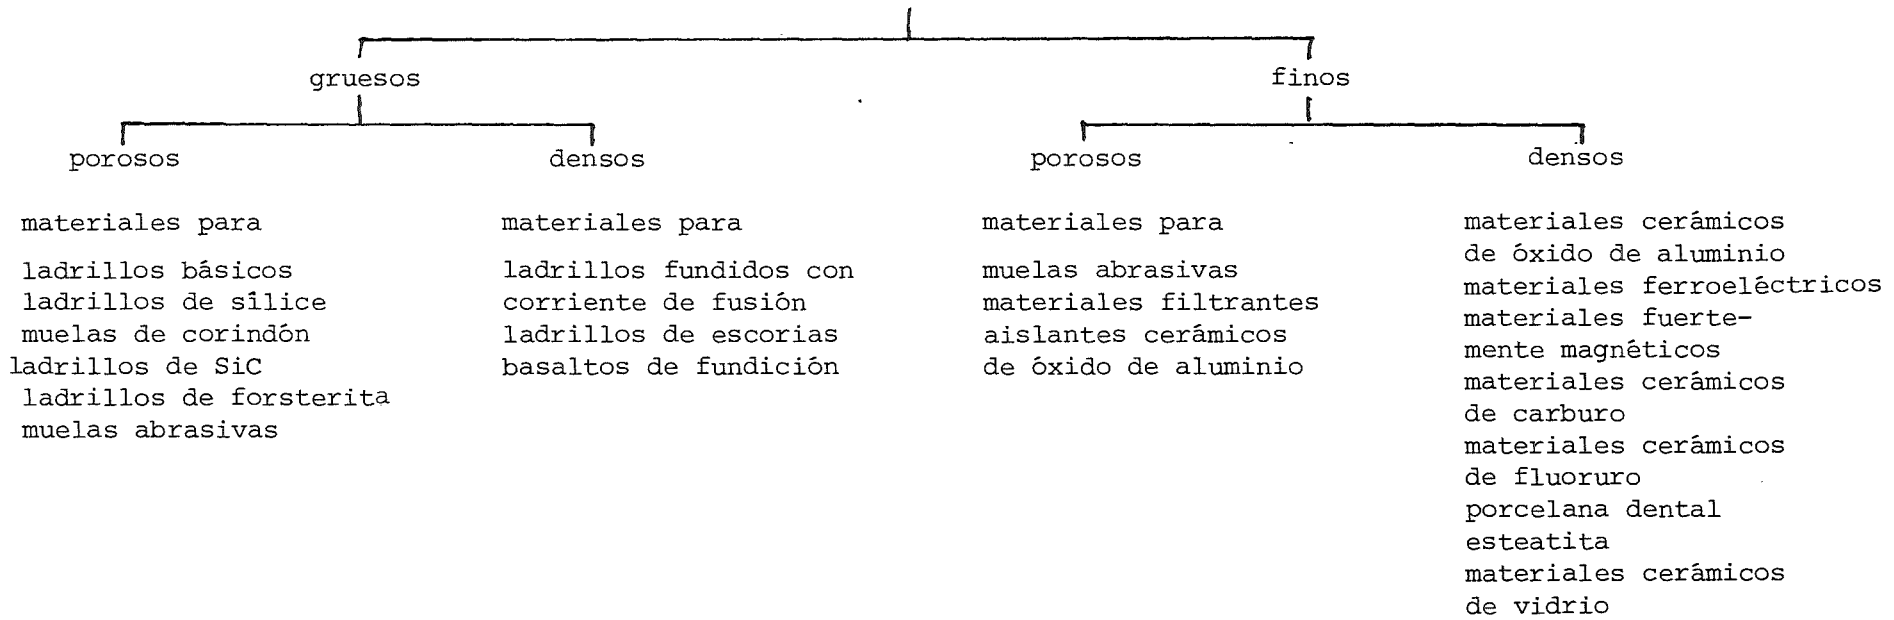 gruesos
finos
porosos
densos
porosos
densos
materiales para
ladrillos básicos
ladrillos de sílice
muelas de corindón
ladrillos de SiC
ladrillos de forsterita
muelas abrasivas
materiales para
ladrillos fundidos con
corriente de fusión
ladrillos de escorias
basaltos de fundición
materiales para
muelas abrasivas
materiales filtrantes
aislantes cerámicos
de óxido de aluminio
materiales cerámicos
de óxido de aluminio
materiales ferroeléctricos
materiales fuerte-
mente magnéticos
materiales cerámicos
de carburo
materiales cerámicos
de fluoruro
porcelana dental
esteatita
materiales cerámicos
de vidrio